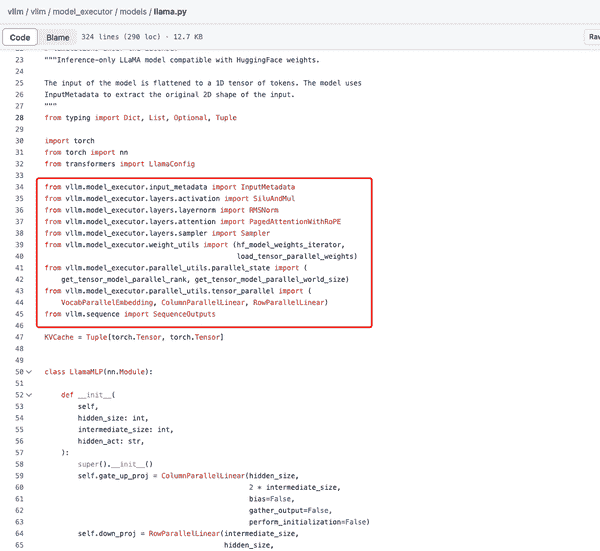 vllm / vllm / model_executor / models / llama.py
Code Blame 324 lines (290 loc) · 12.7 KB Raw
23 """Inference-only LLaMA model compatible with HuggingFace weights.
24
25 The input of the model is flattened to a 1D tensor of tokens. The model uses
26 InputMetadata to extract the original 2D shape of the input.
27 """
28 from typing import Dict, List, Optional, Tuple
29
30 import torch
31 from torch import nn
32 from transformers import LlamaConfig
33
34 from vllm.model_executor.input_metadata import InputMetadata
35 from vllm.model_executor.layers.activation import SiluAndMul
36 from vllm.model_executor.layers.layernorm import RMSNorm
37 from vllm.model_executor.layers.attention import PagedAttentionWithRoPE
38 from vllm.model_executor.layers.sampler import Sampler
39 from vllm.model_executor.weight_utils import (hf_model_weights_iterator,
40 load_tensor_parallel_weights)
41 from vllm.model_executor.parallel_utils.parallel_state import (
42 get_tensor_model_parallel_rank, get_tensor_model_parallel_world_size)
43 from vllm.model_executor.parallel_utils.tensor_parallel import (
44 VocabParallelEmbedding, ColumnParallelLinear, RowParallelLinear)
45 from vllm.sequence import SequenceOutputs
46
47 KVCache = Tuple[torch.Tensor, torch.Tensor]
48
49
50 class LlamaMLP(nn.Module):
51
52 def __init__(
53 self,
54 hidden_size: int,
55 intermediate_size: int,
56 hidden_act: str,
57 ):
58 super().__init__()
59 self.gate_up_proj = ColumnParallelLinear(hidden_size,
60 2 * intermediate_size,
61 bias=False,
62 gather_output=False,
63 perform_initialization=False)
64 self.down_proj = RowParallelLinear(intermediate_size,
65 hidden_size,